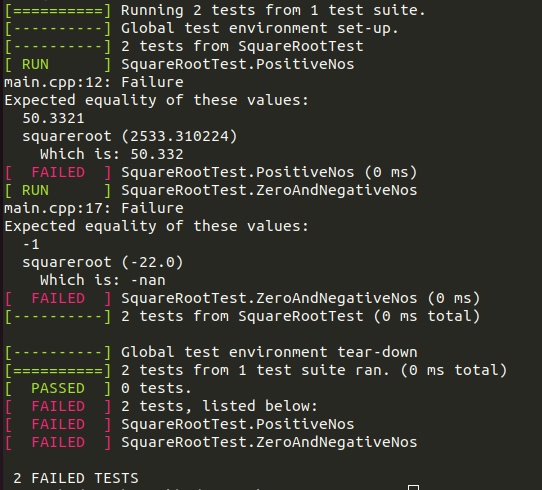 [==========] Running 2 tests from 1 test suite.
[----------] Global test environment set-up.
[----------] 2 tests from SquareRootTest
[ RUN      ] SquareRootTest.PositiveNos
main.cpp:12: Failure
Expected equality of these values:
  50.3321
  squareroot (2533.310224)
    Which is: 50.332
[  FAILED  ] SquareRootTest.PositiveNos (0 ms)
[ RUN      ] SquareRootTest.ZeroAndNegativeNos
main.cpp:17: Failure
Expected equality of these values:
  -1
  squareroot (-22.0)
    Which is: -nan
[  FAILED  ] SquareRootTest.ZeroAndNegativeNos (0 ms)
[----------] 2 tests from SquareRootTest (0 ms total)

[----------] Global test environment tear-down
[==========] 2 tests from 1 test suite ran. (0 ms total)
[  PASSED  ] 0 tests.
[  FAILED  ] 2 tests, listed below:
[  FAILED  ] SquareRootTest.PositiveNos
[  FAILED  ] SquareRootTest.ZeroAndNegativeNos

 2 FAILED TESTS